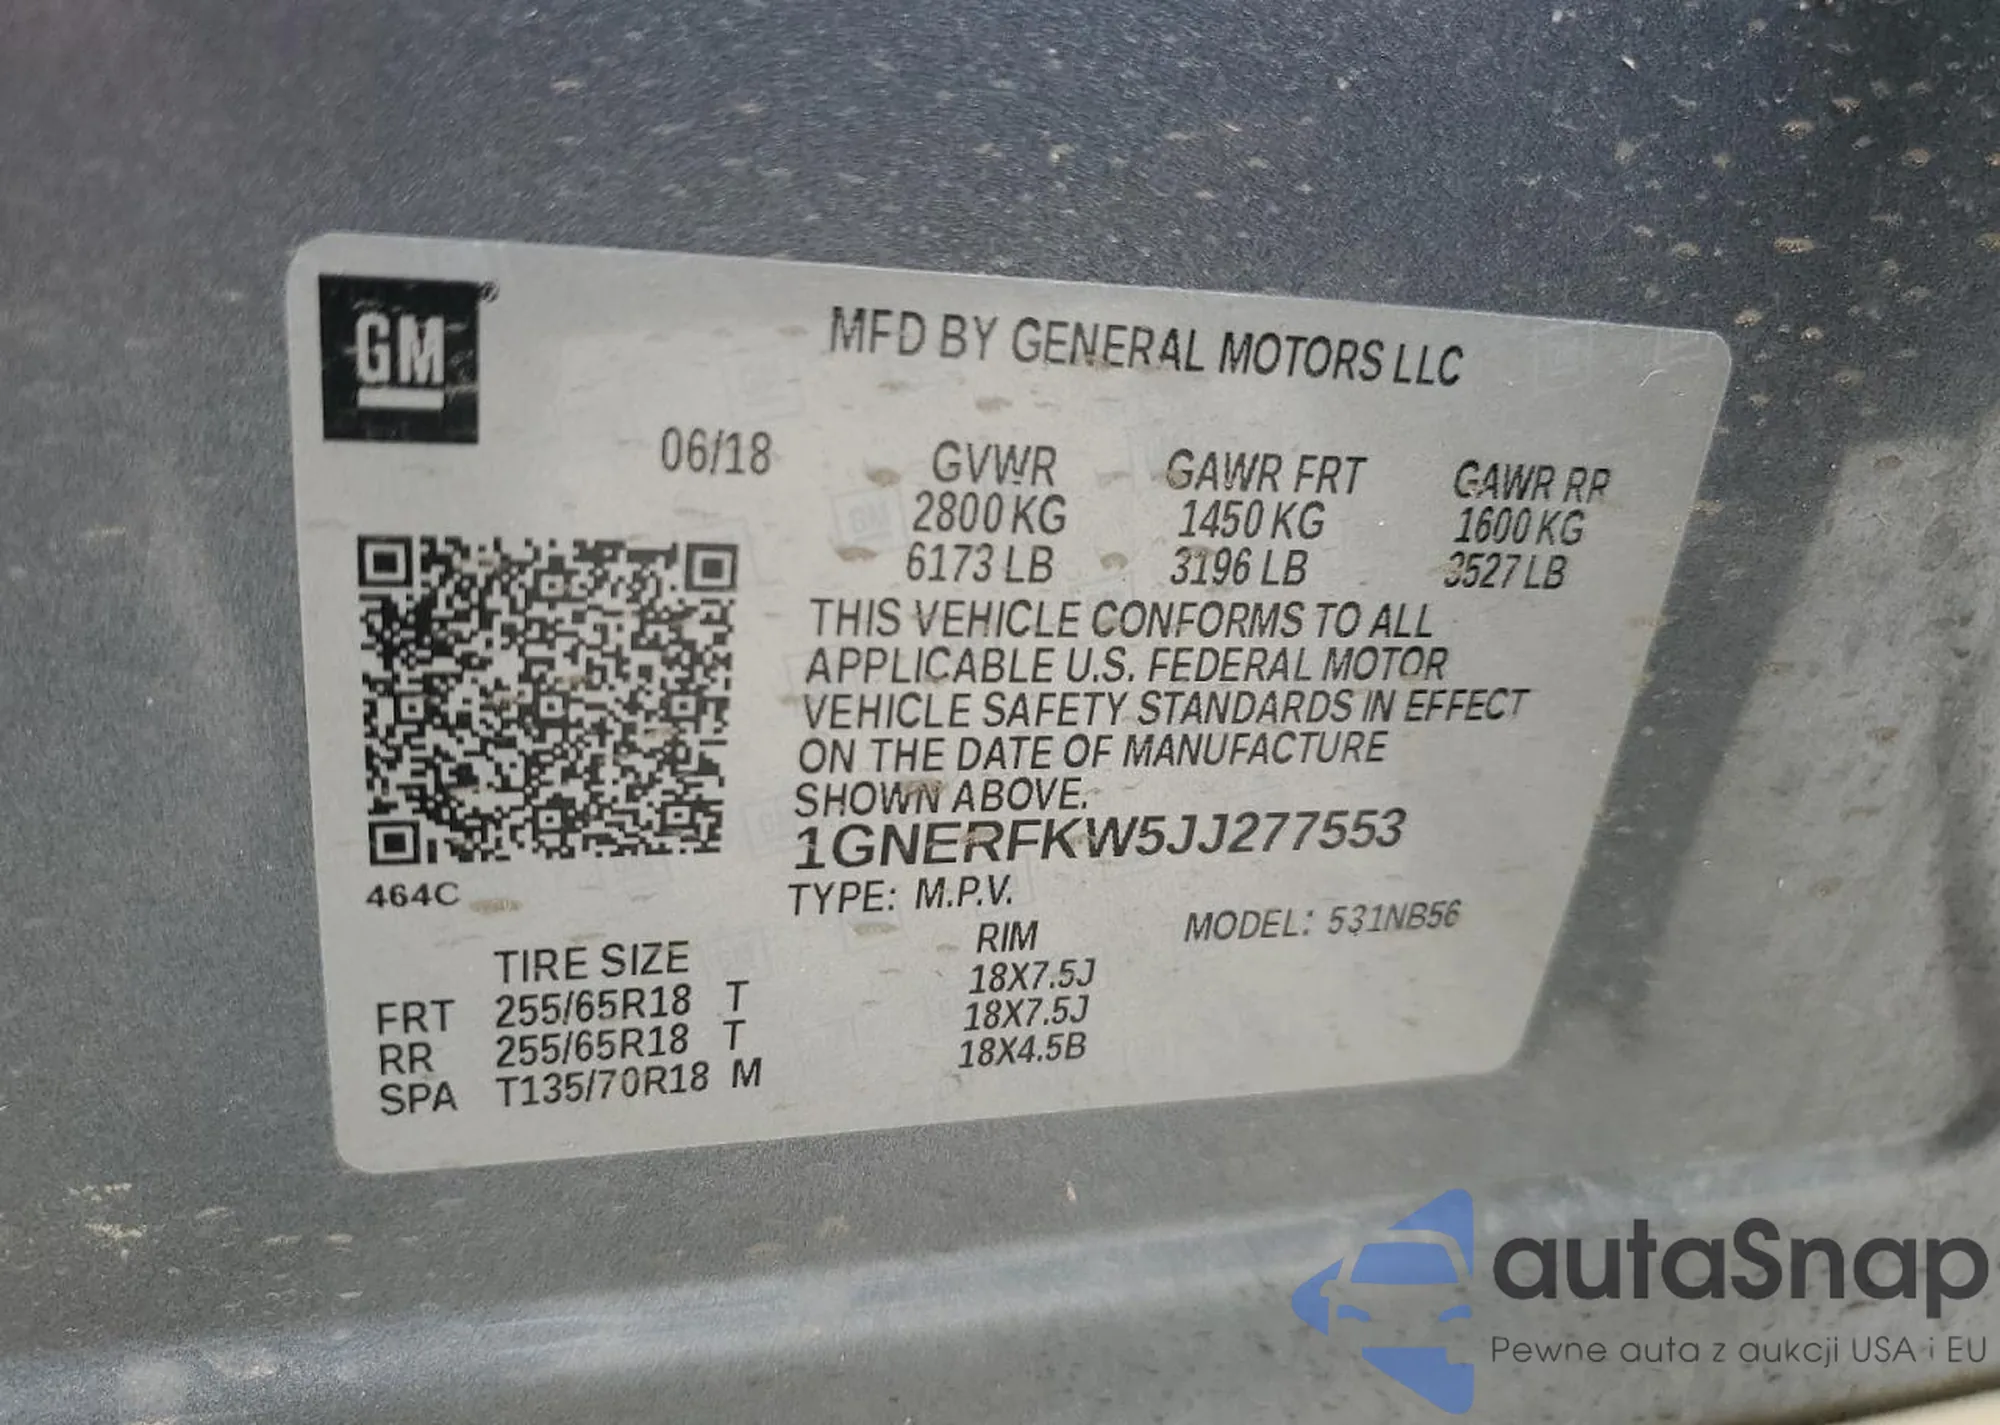 GM
MFD BY GENERAL MOTORS LLC
06/18
GVWR GAWR FRT GAWR RR
2800 KG 1450 KG 1600 KG
6173 LB 3196 LB 3527 LB
THIS VEHICLE CONFORMS TO ALL
APPLICABLE U.S. FEDERAL MOTOR
VEHICLE SAFETY STANDARDS IN EFFECT
ON THE DATE OF MANUFACTURE
SHOWN ABOVE.
1GNERFKW5JJ277553
464C
TYPE: M.P.V. MODEL: 531NB56
TIRE SIZE RIM
FRT 255/65R18 T 18X7.5J
RR 255/65R18 T 18X7.5J
SPA T135/70R18 M 18X4.5B
autaSnap
Pewne auta z aukcji USA i EU